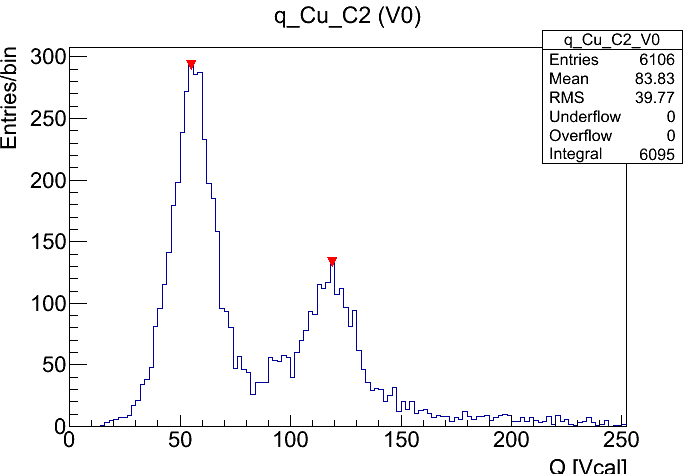 q_Cu_C2 (V0)
q_Cu_C2_V0
Entries 6106
Mean 83.83
RMS 39.77
Underflow 0
Overflow 0
Integral 6095
Entries/bin
300
250
200
150
100
50
0
0 50 100 150 200 250
Q [Vcal]